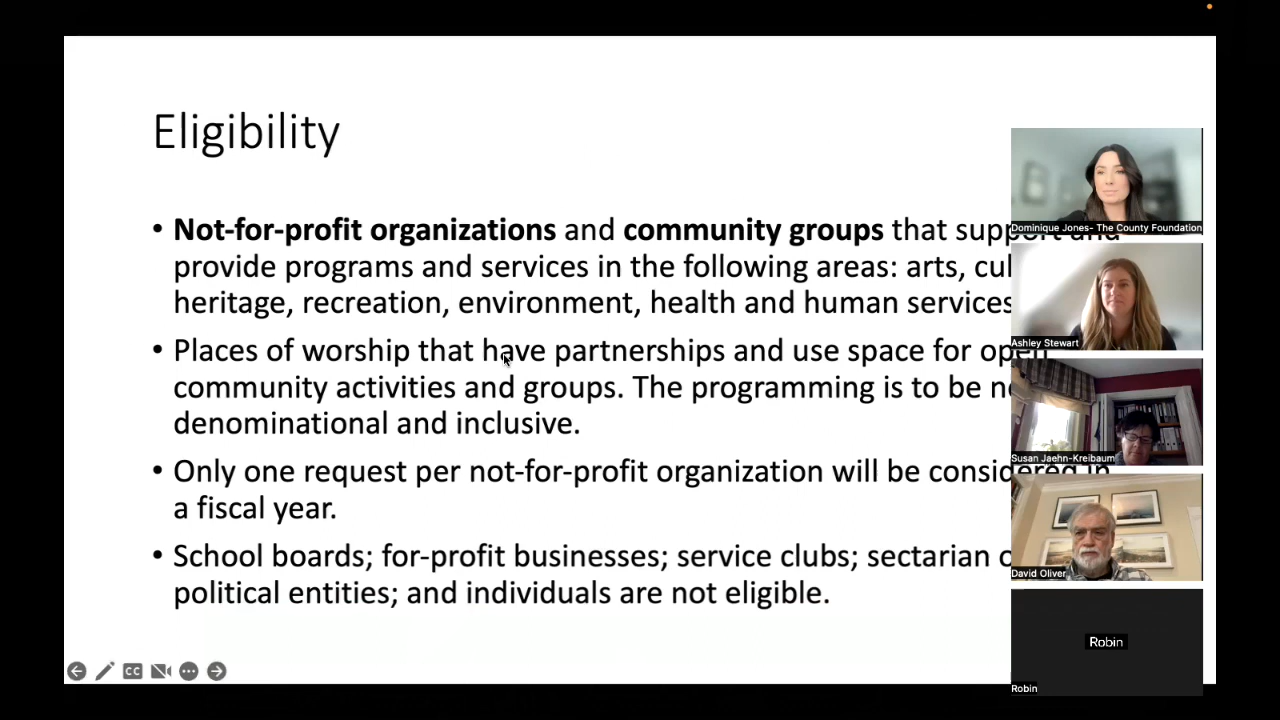 Eligibility
• Not-for-profit organizations and community groups that support and
provide programs and services in the following areas: arts,
heritage, recreation, environment, health and human services
• Places of worship that have partnerships and use space for open
community activities and groups. The programming is to be
denominational and inclusive.
• Only one request per not-for-profit organization will be considered in
a fiscal year.
• School boards; for-profit businesses; service clubs; sectarian
political entities; and individuals are not eligible.
CC
Dominique Jones- The County Foundation
Ashley Stewart
Susan Jaehn-Kreibaum
David Oliver
Robin
Robin